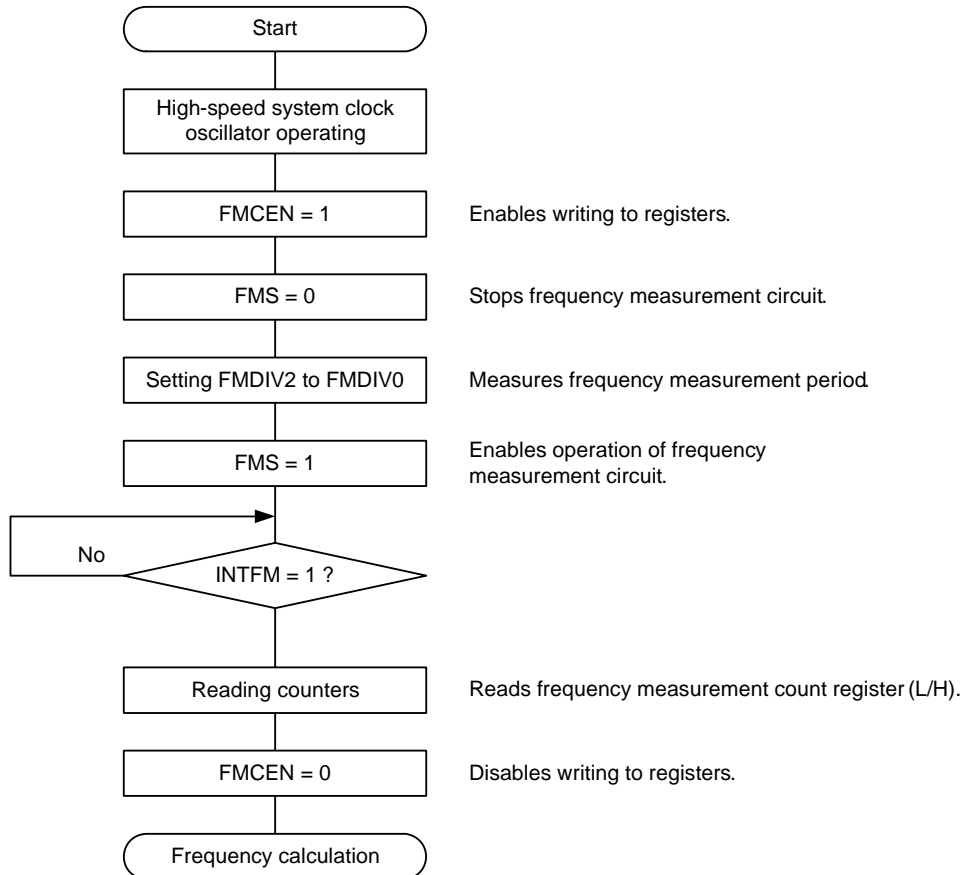 Start
High-speed system clock
oscillator operating
FMCEN = 1
Enables writing to registers.
FMS = 0
Stops frequency measurement circuit.
Setting FMDIV2 to FMDIV0
Measures frequency measurement period.
FMS = 1
Enables operation of frequency
measurement circuit.
No
INTFM = 1 ?
Reading counters
Reads frequency measurement count register (L/H).
FMCEN = 0
Disables writing to registers.
Frequency calculation